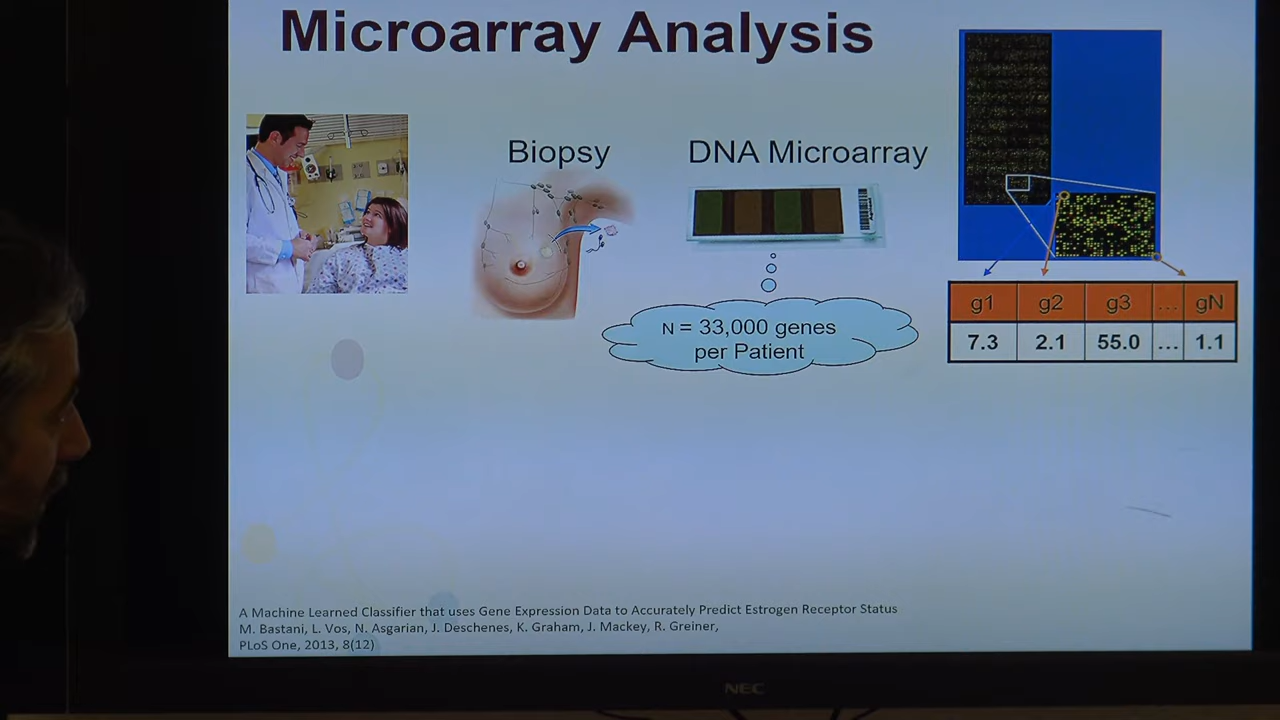 Microarray Analysis
Biopsy
DNA Microarray
N = 33,000 genes
per Patient
g1 g2 g3 ... gN
7.3 2.1 55.0 ... 1.1
A Machine Learned Classifier that uses Gene Expression Data to Accurately Predict Estrogen Receptor Status
M. Bastani, L. Vos, N. Asgarian, J. Deschenes, K. Graham, J. Mackey, R. Greiner,
PLoS One, 2013, 8(12)
NEC